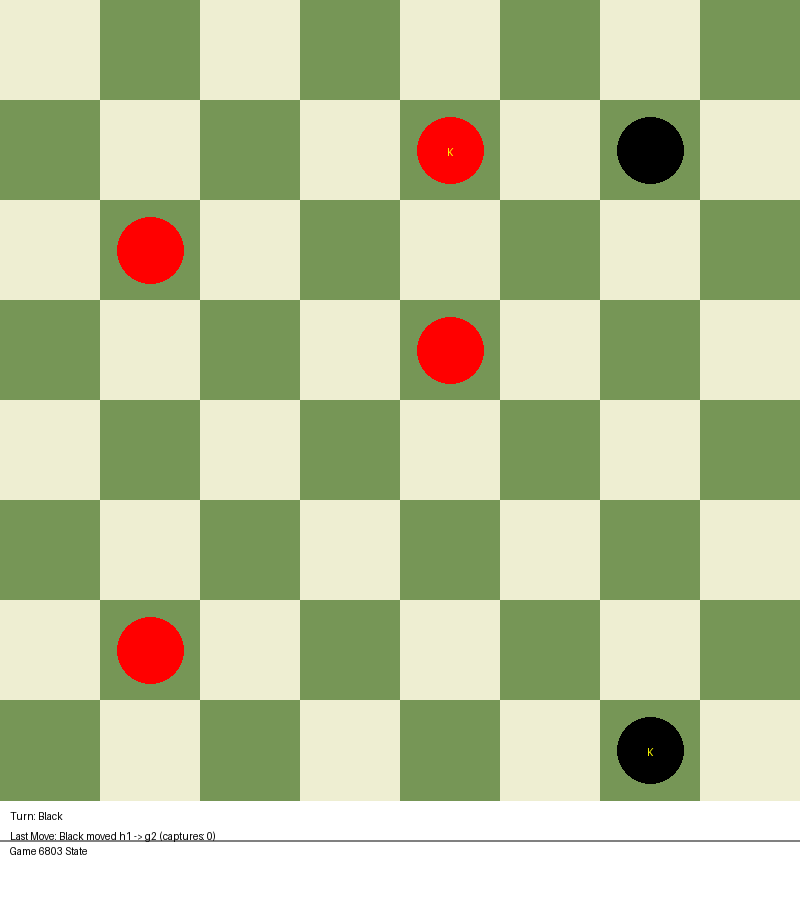 K
K
Turn: Black
Last Move: Black moved h1 -> g2 (captures: 0)
Game 6803 State